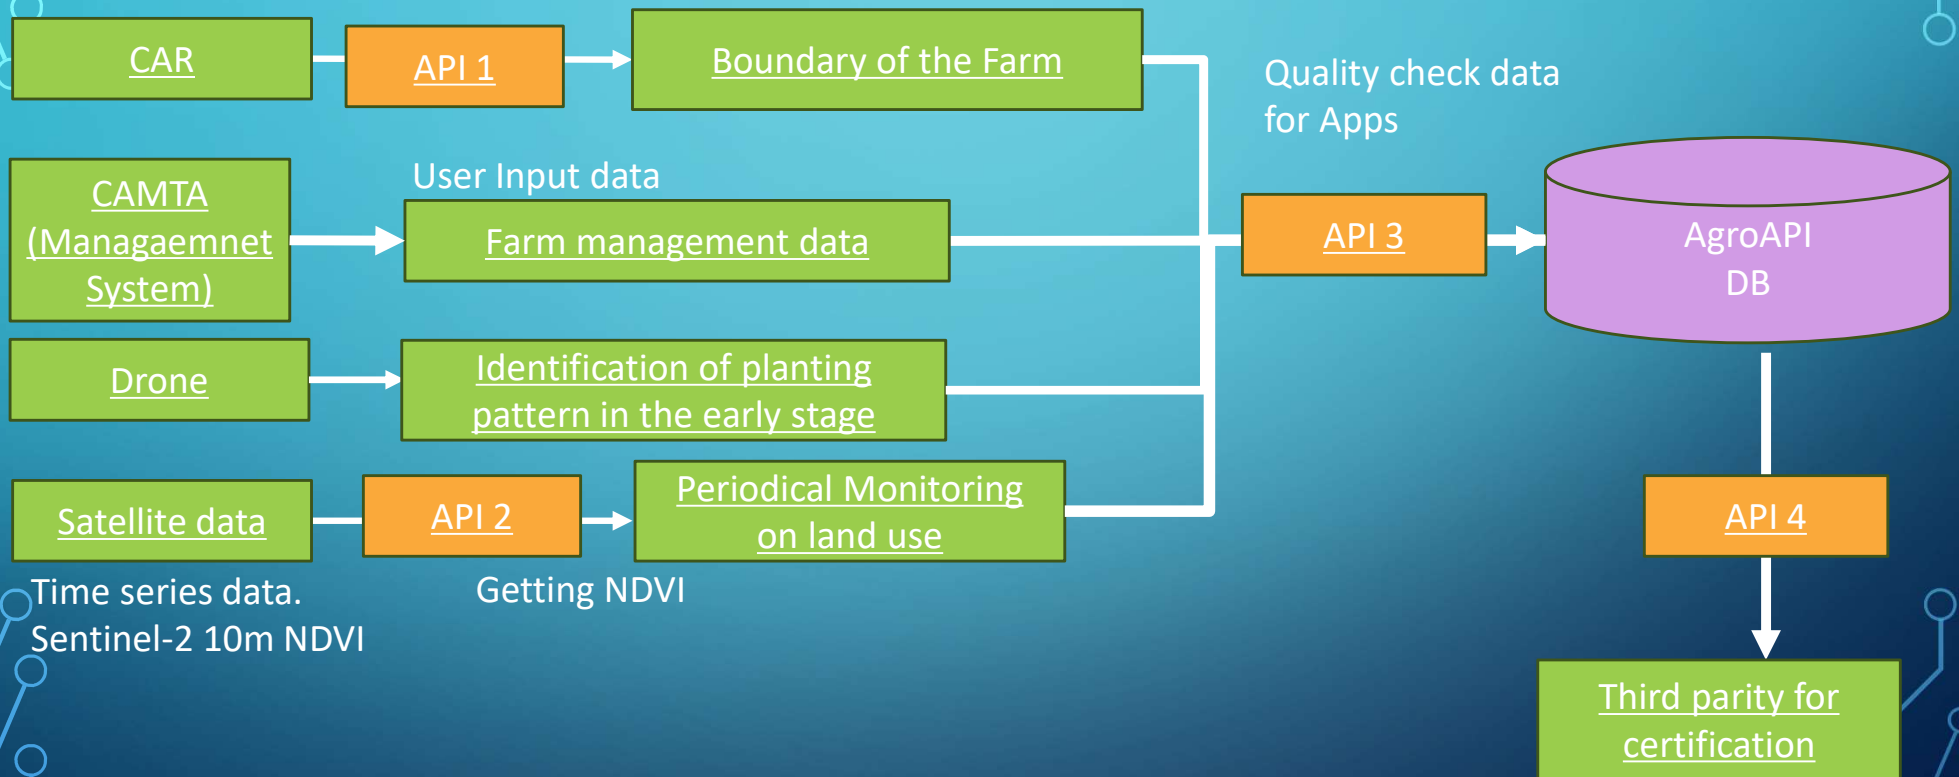 CAR
API 1
Boundary of the Farm
Quality check data
for Apps
CAMTA
(Managaemnet
System)
User Input data
Farm management data
API 3
AgroAPI
DB
Drone
Identification of planting
pattern in the early stage
Satellite data
API 2
Periodical Monitoring
on land use
API 4
Time series data.
Sentinel-2 10m NDVI
Getting NDVI
Third parity for
certification